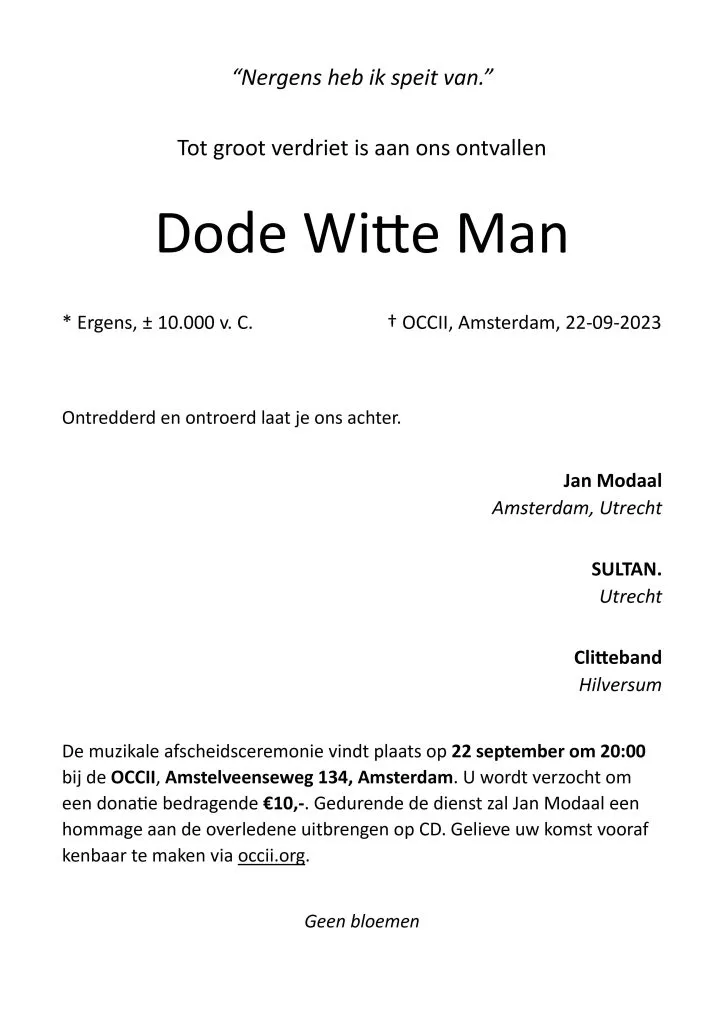 “Nergens heb ik speit van.”
Tot groot verdriet is aan ons ontvallen
Dode Witte Man
* Ergens, ± 10.000 v. C.
† OCCII, Amsterdam, 22-09-2023
Ontredderd en ontroerd laat je ons achter.
Jan Modaal
Amsterdam, Utrecht
SULTAN.
Utrecht
Clitteband
Hilversum
De muzikale afscheidsceremonie vindt plaats op 22 september om 20:00
bij de OCCII, Amstelveenseweg 134, Amsterdam. U wordt verzocht om
een donatie bedragende €10,-. Gedurende de dienst zal Jan Modaal een
hommage aan de overledene uitbrengen op CD. Gelieve uw komst vooraf
kenbaar te maken via occii.org.
Geen bloemen